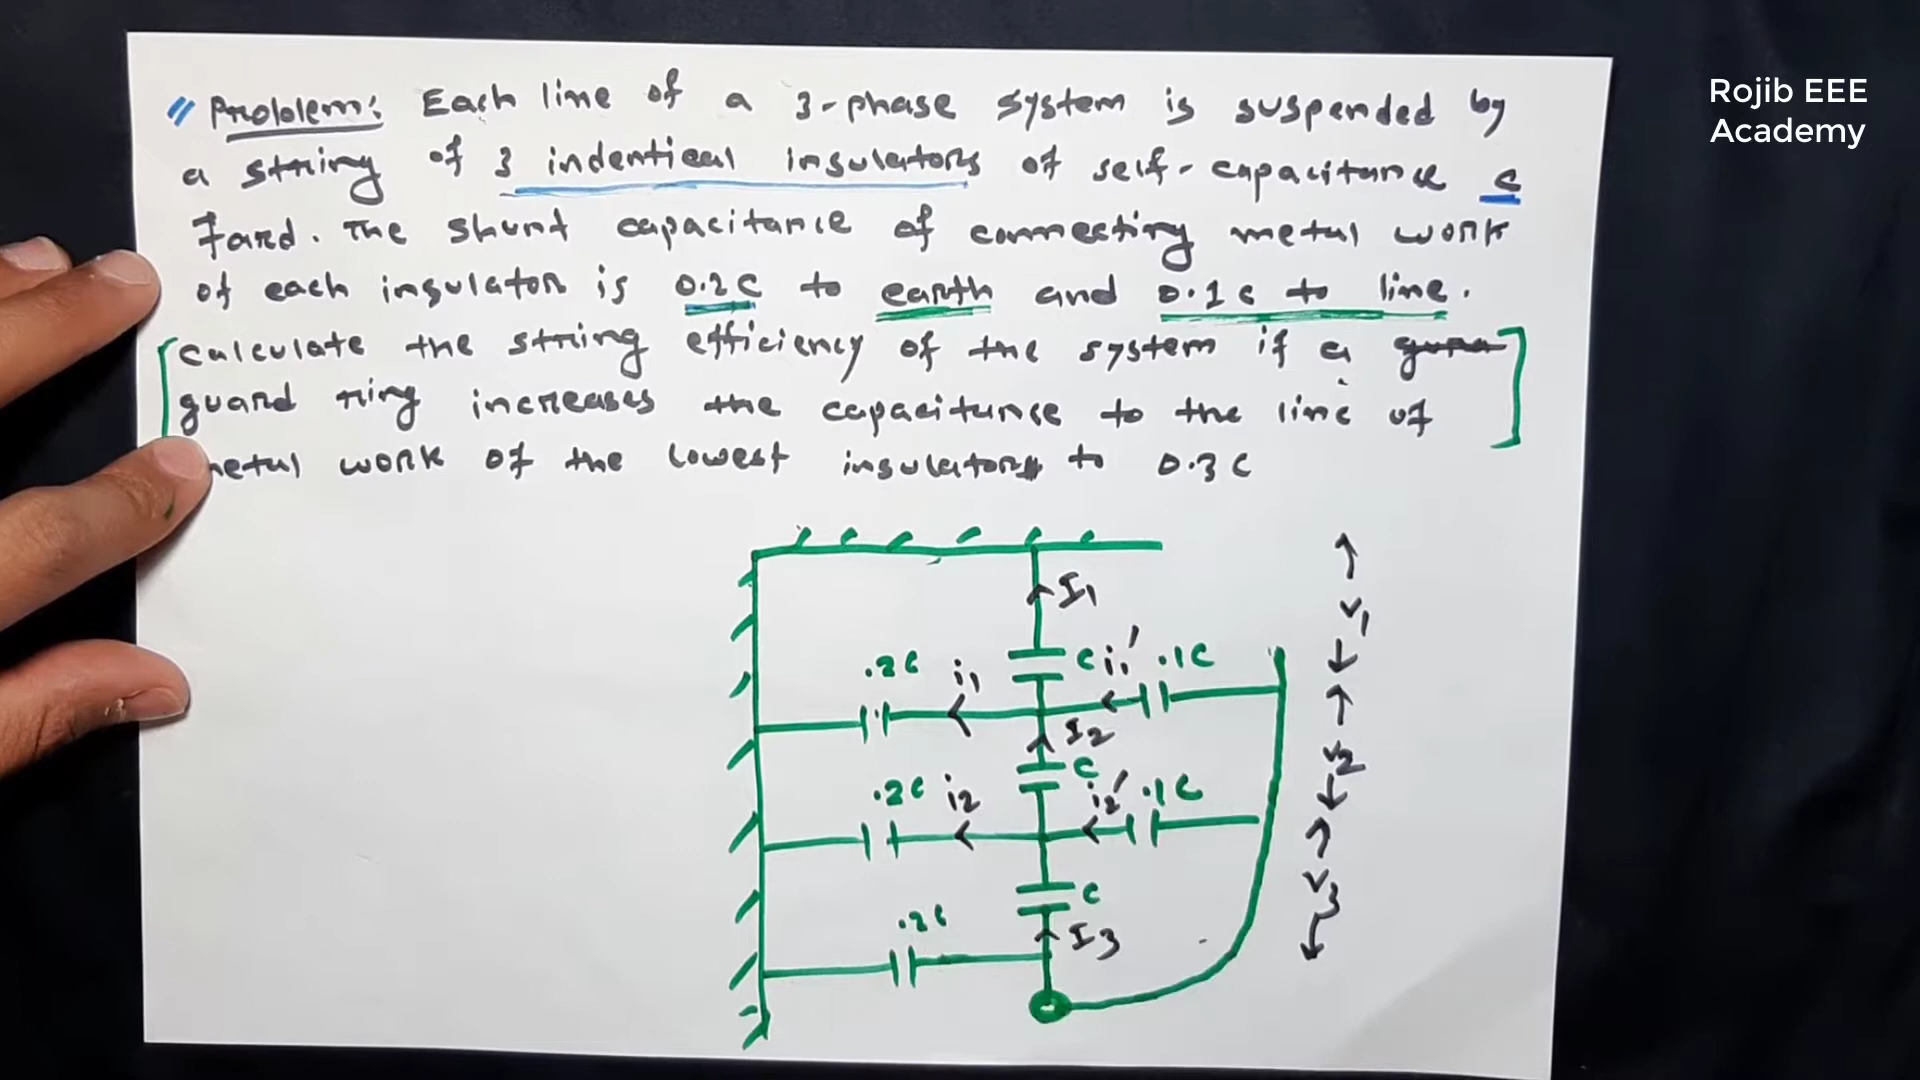 Problem: Each line of a 3-phase system is suspended by
a string of 3 indentical insulators of self-capacitance c
fard. The shunt capacitance of connecting metal work
of each insulator is 0.2c to earth and 0.1c to line.
calculate the string efficiency of the system if a
guard ring increases the capacitance to the line of
metal work of the lowest insulator to 0.3c
Rojib EEE
Academy
I1
V1
.2c i1 c i1' .1c
I2
V2
.2c i2 c i2' .1c
V3
c
.2c I3